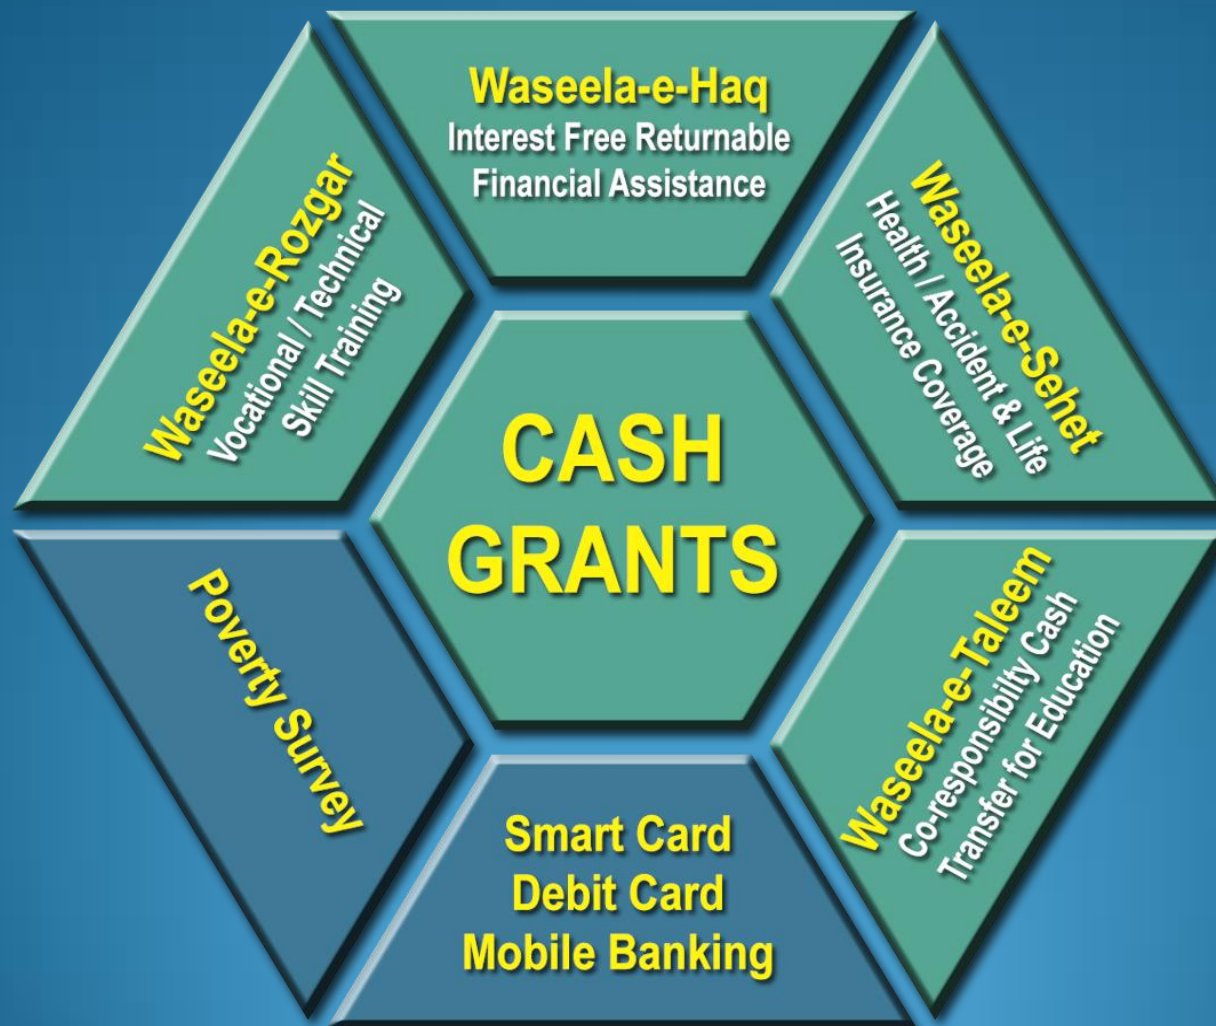 Waseela-e-Haq
Interest Free Returnable
Financial Assistance
Waseela-e-Rozgar
Vocational / Technical
Skill Training
Waseela-e-Sehet
Health / Accident & Life
Insurance Coverage
CASH
GRANTS
Poverty Survey
Waseela-e-Taleem
Co-responsibilty Cash
Transfer for Education
Smart Card
Debit Card
Mobile Banking